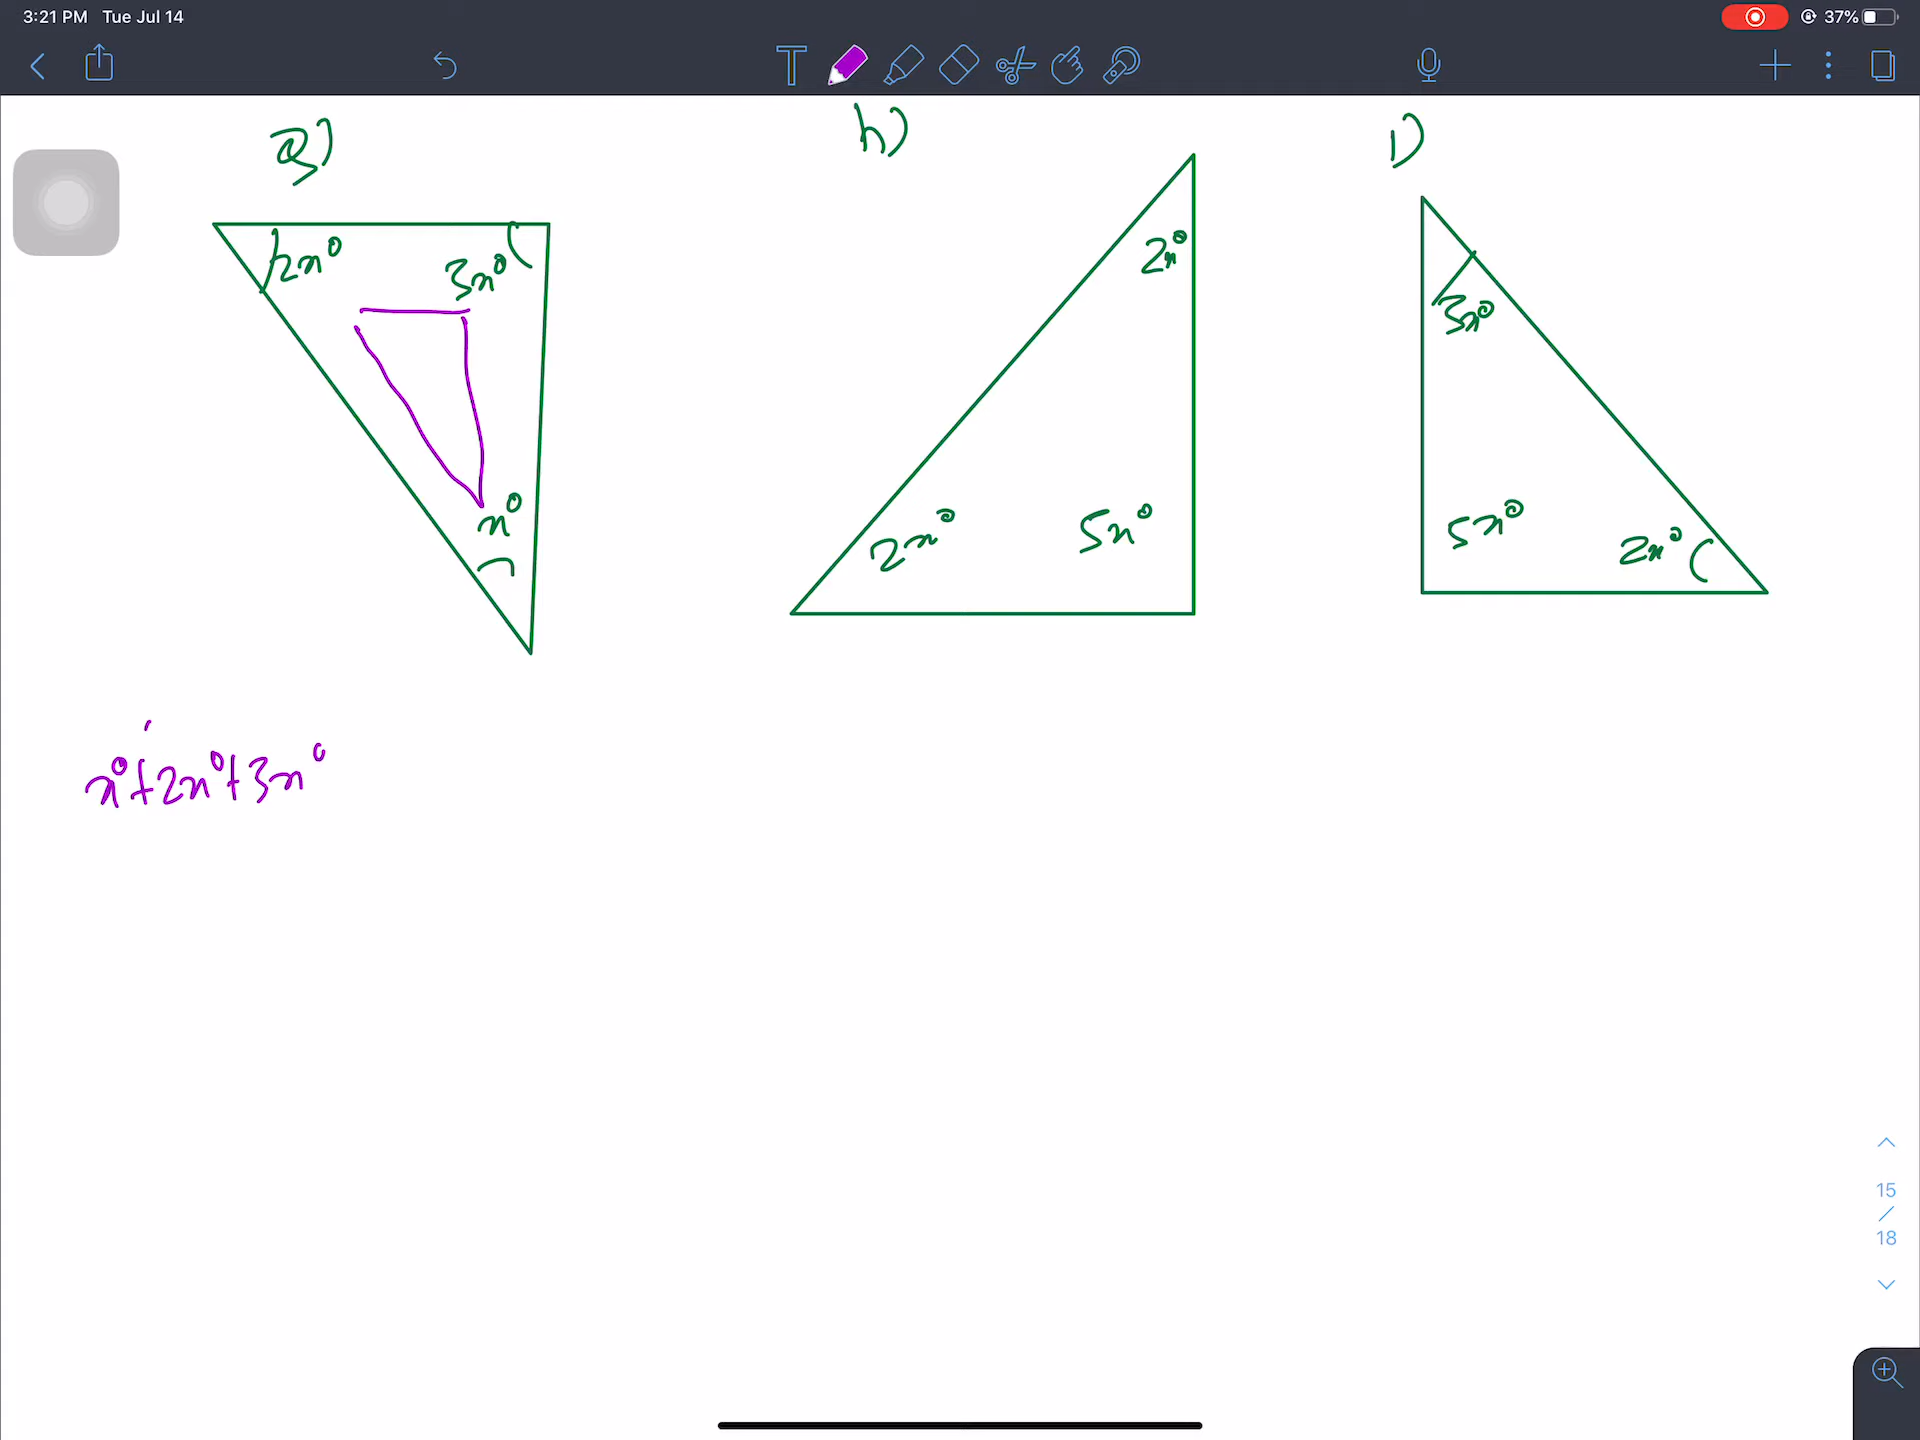 3:21 PM Tue Jul 14
37%
g) h) i)
2x° 3x° x°
2x° 2x° 5x°
3x° 5x° 2x°
x°+2x°+3x°
15
/
18